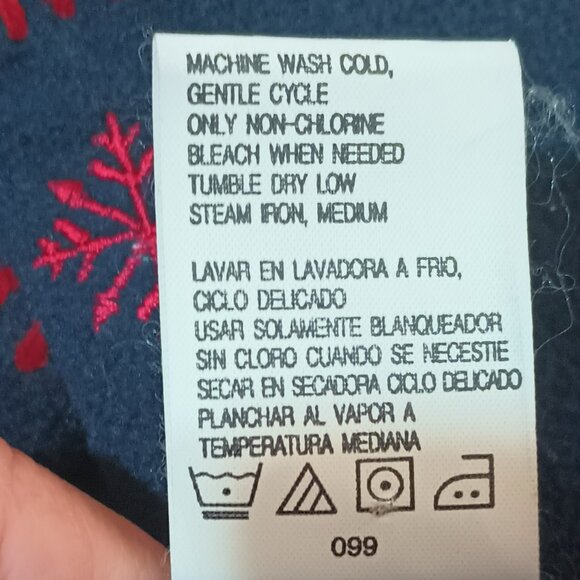 MACHINE WASH COLD,
GENTLE CYCLE
ONLY NON-CHLORINE
BLEACH WHEN NEEDED
TUMBLE DRY LOW
STEAM IRON, MEDIUM
LAVAR EN LAVADORA A FRIO,
CICLO DELICADO
USAR SOLAMENTE BLANQUEADOR
SIN CLORO CUANDO SE NECESTIE
SECAR EN SECADORA CICLO DELICADO
PLANCHAR AL VAPOR A
TEMPERATURA MEDIANA
099